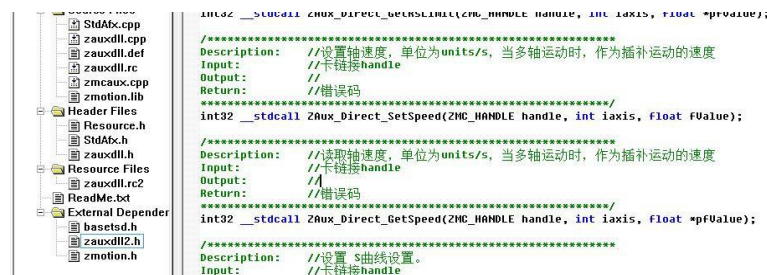 Source Files
StdAfx.cpp
zauxdll.cpp
zauxdll.def
zauxdll.rc
zmcaux.cpp
zmotion.lib
Header Files
Resource.h
StdAfx.h
zauxdll.h
Resource Files
zauxdll.rc2
ReadMe.txt
External Depender
basetsd.h
zauxdll2.h
zmotion.h
int32 __stdcall ZAux_Direct_GetRsLimit(ZMC_HANDLE handle, int iaxis, float *pfValue);
/*************************************************************
Description: //设置轴速度，单位为units/s，当多轴运动时，作为插补运动的速度
Input: //卡链接handle
Output: //
Return: //错误码
*************************************************************/
int32 __stdcall ZAux_Direct_SetSpeed(ZMC_HANDLE handle, int iaxis, float fValue);
/*************************************************************
Description: //读取轴速度，单位为units/s，当多轴运动时，作为插补运动的速度
Input: //卡链接handle
Output: //
Return: //错误码
*************************************************************/
int32 __stdcall ZAux_Direct_GetSpeed(ZMC_HANDLE handle, int iaxis, float *pfValue);
/*************************************************************
Description: //设置 S曲线设置。
Input: //卡链接handle